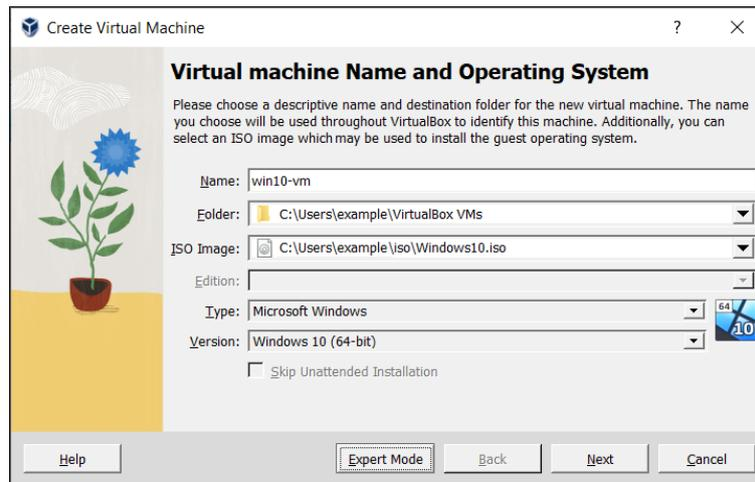 Create Virtual Machine
?
Virtual machine Name and Operating System
Please choose a descriptive name and destination folder for the new virtual machine. The name
you choose will be used throughout VirtualBox to identify this machine. Additionally, you can
select an ISO image which may be used to install the guest operating system.
Name: win10-vm
Folder: C:\Users\example\VirtualBox VMs
ISO Image: C:\Users\example\iso\Windows10.iso
Edition:
Type: Microsoft Windows
64
10
Version: Windows 10 (64-bit)
Skip Unattended Installation
Help Expert Mode Back Next Cancel